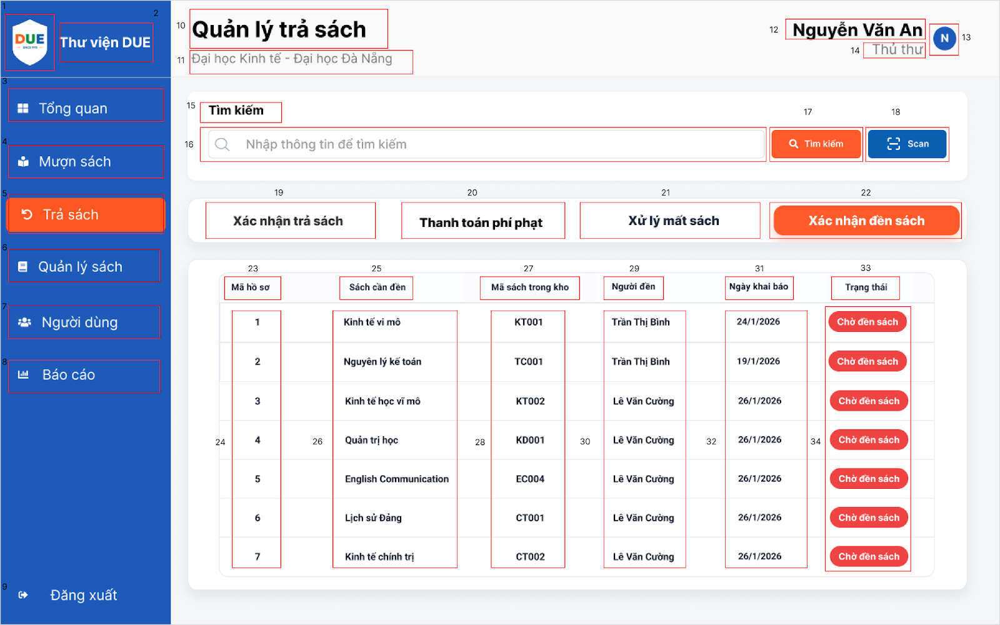 1
2
DUE
SINCE 1975
Thư viện DUE
3
Tổng quan
4
Mượn sách
5
Trả sách
6
Quản lý sách
7
Người dùng
8
Báo cáo
9
Đăng xuất
10
Quản lý trả sách
11
Đại học Kinh tế - Đại học Đà Nẵng
12
Nguyễn Văn An
N
13
14
Thủ thư
15
Tìm kiếm
16
Nhập thông tin để tìm kiếm
17
Tìm kiếm
18
Scan
19
20
21
22
Xác nhận trả sách
Thanh toán phí phạt
Xử lý mất sách
Xác nhận đền sách
23
25
27
29
31
33
Mã hồ sơ
Sách cần đền
Mã sách trong kho
Người đền
Ngày khai báo
Trạng thái
1 Kinh tế vi mô KT001 Trần Thị Bình 24/1/2026 Chờ đền sách
2 Nguyên lý kế toán TC001 Trần Thị Bình 19/1/2026 Chờ đền sách
3 Kinh tế học vĩ mô KT002 Lê Văn Cường 26/1/2026 Chờ đền sách
4 Quản trị học KD001 Lê Văn Cường 26/1/2026 Chờ đền sách
24
26
28
30
32
34
5 English Communication EC004 Lê Văn Cường 26/1/2026 Chờ đền sách
6 Lịch sử Đảng CT001 Lê Văn Cường 26/1/2026 Chờ đền sách
7 Kinh tế chính trị CT002 Lê Văn Cường 26/1/2026 Chờ đền sách